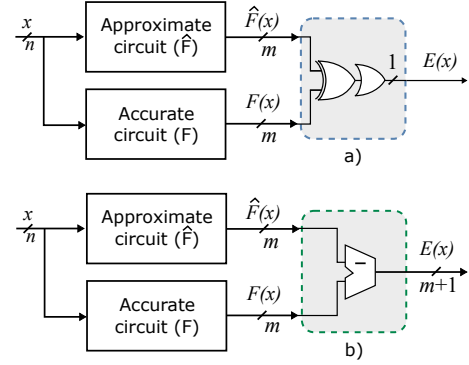 x
n
Approximate
circuit (F̂)
F̂(x)
m
Accurate
circuit (F)
F(x)
m
1
E(x)
a)
x
n
Approximate
circuit (F̂)
F̂(x)
m
Accurate
circuit (F)
F(x)
m
−
E(x)
m+1
b)